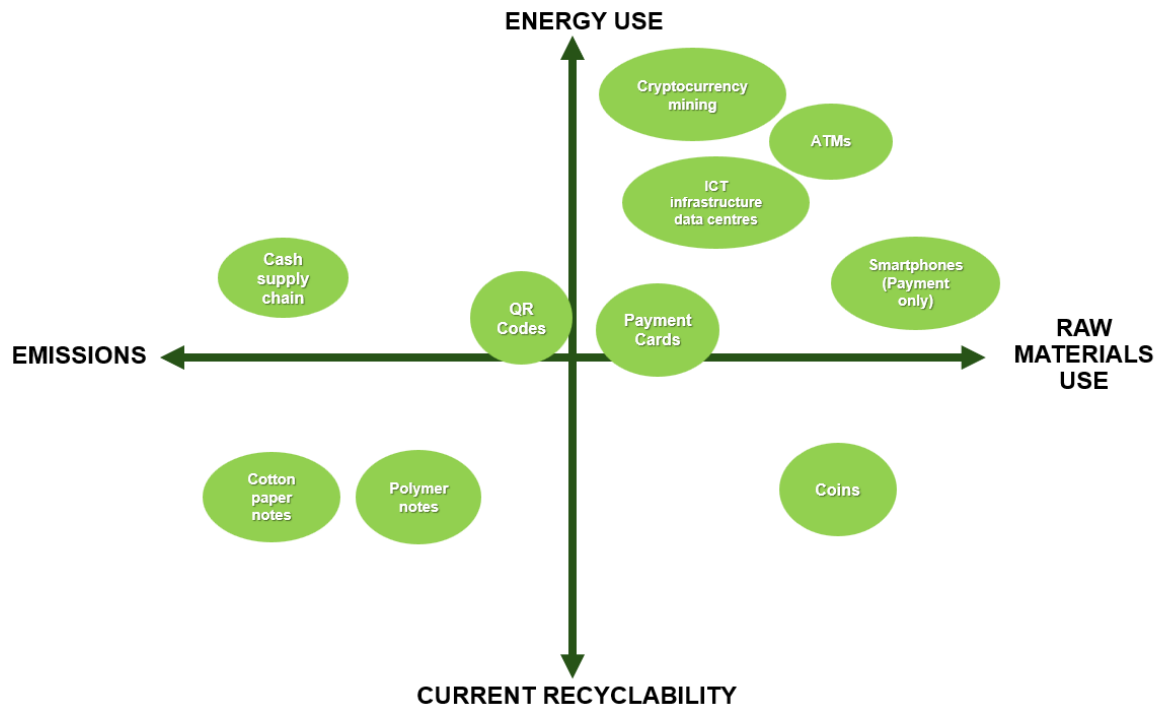 ENERGY USE
Cryptocurrency
mining
ATMs
ICT
infrastructure
data centres
Cash
supply
chain
Smartphones
(Payment
only)
QR
Codes
Payment
Cards
EMISSIONS
RAW
MATERIALS
USE
Cotton
paper
notes
Polymer
notes
Coins
CURRENT RECYCLABILITY